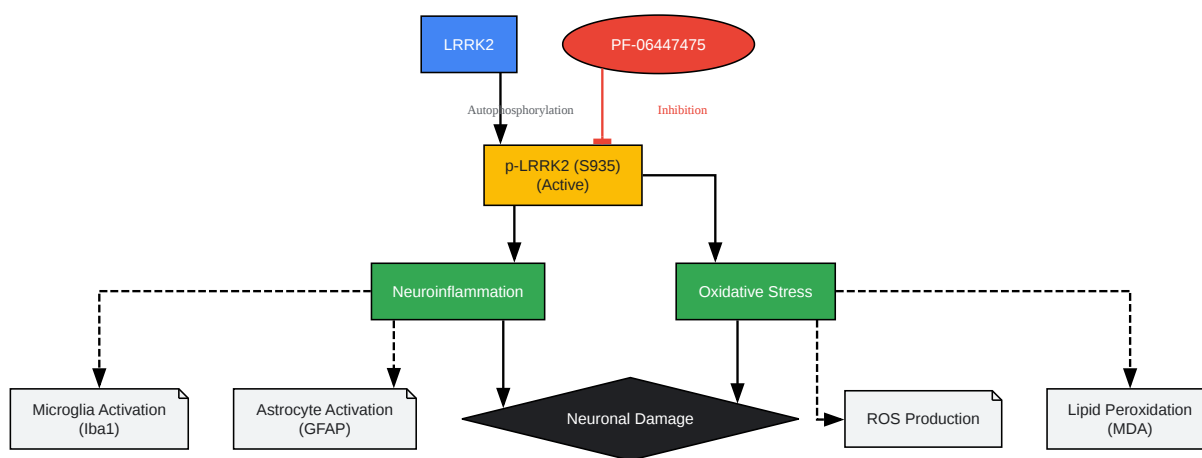 LRRK2
PF-06447475
Autophosphorylation
Inhibition
p-LRRK2 (S935)
(Active)
Neuroinflammation
Oxidative Stress
Microglia Activation
(Iba1)
Astrocyte Activation
(GFAP)
Neuronal Damage
ROS Production
Lipid Peroxidation
(MDA)